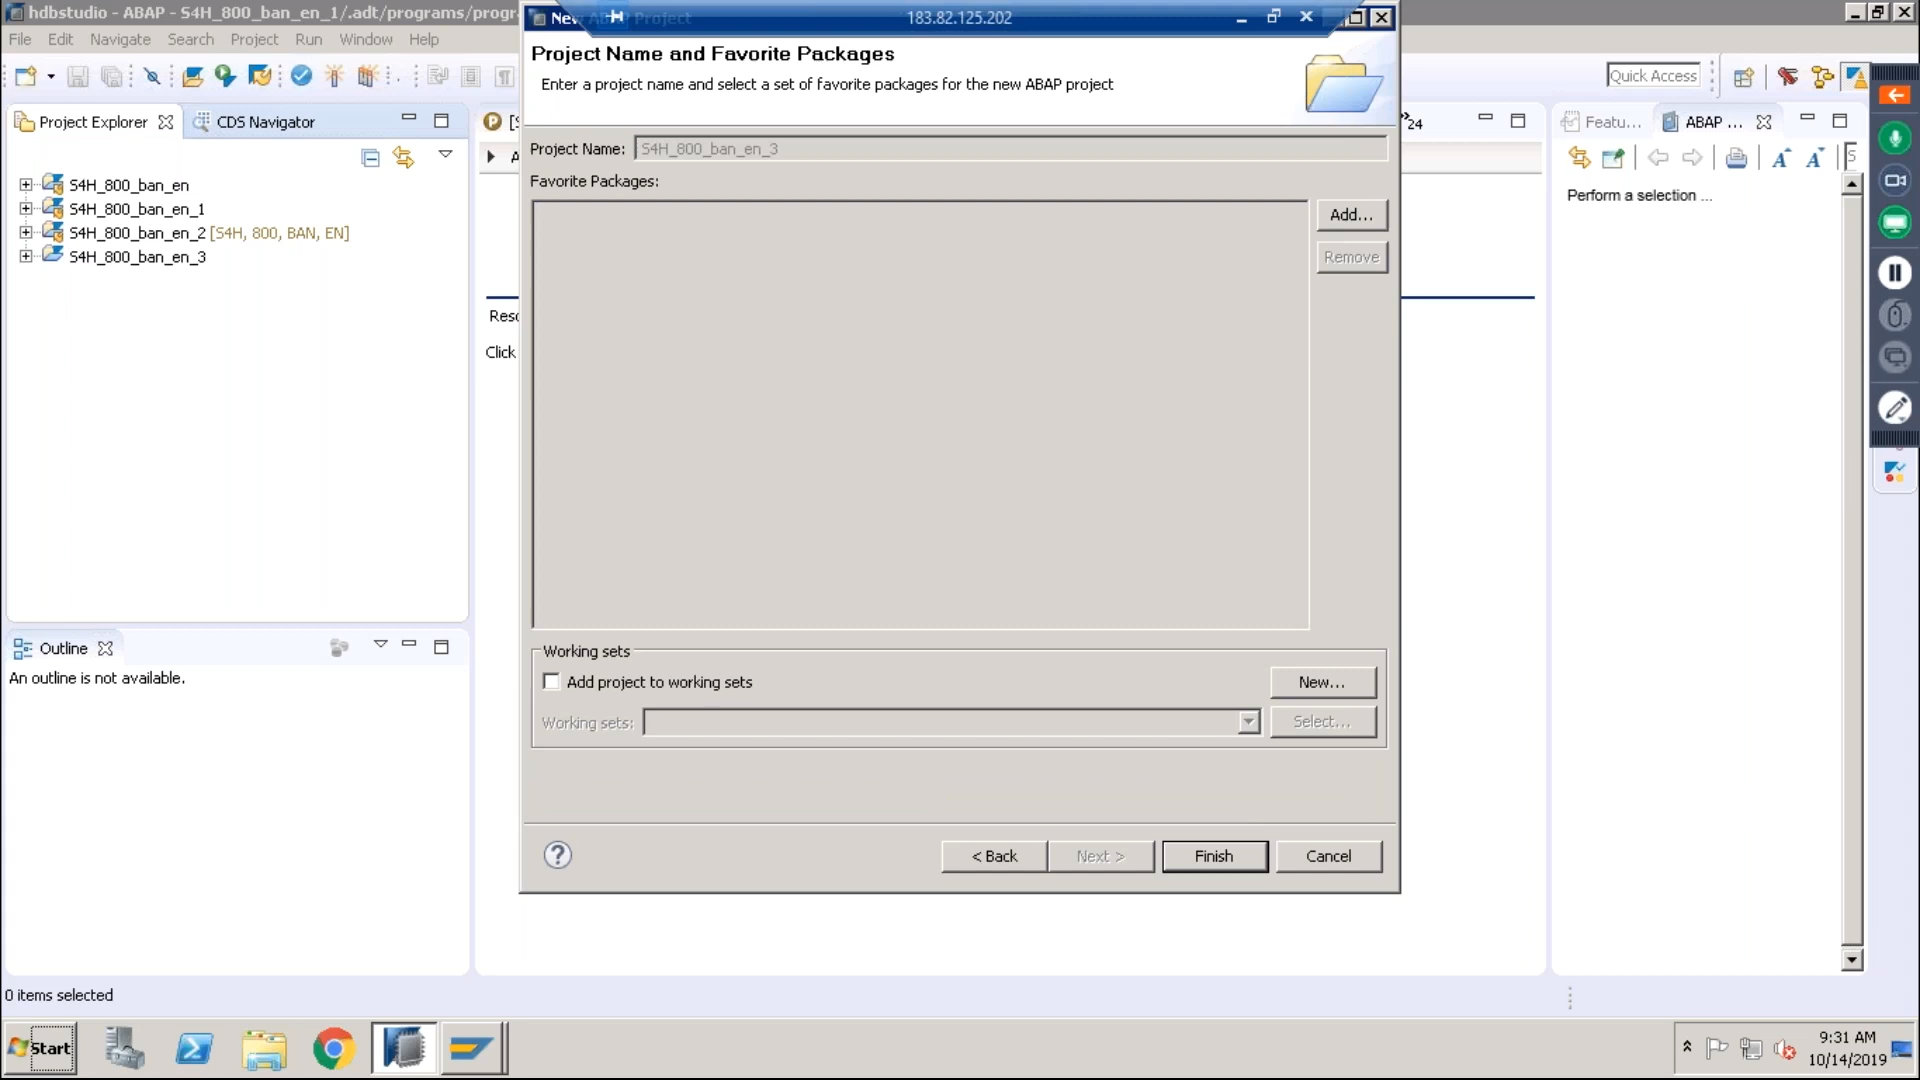 hdbstudio - ABAP - S4H_800_ban_en_1/.adt/programs/progr
New ABAP Project
183.82.125.202
File Edit Navigate Search Project Run Window Help
Project Name and Favorite Packages
Enter a project name and select a set of favorite packages for the new ABAP project
Quick Access
Project Explorer
CDS Navigator
24
Featu...
ABAP ...
Project Name: S4H_800_ban_en_3
Favorite Packages:
Add...
Remove
S4H_800_ban_en
S4H_800_ban_en_1
S4H_800_ban_en_2 [S4H, 800, BAN, EN]
S4H_800_ban_en_3
Perform a selection ...
Click
Outline
An outline is not available.
Working sets
Add project to working sets
New...
Working sets:
Select...
< Back
Next >
Finish
Cancel
0 items selected
Start
9:31 AM
10/14/2019